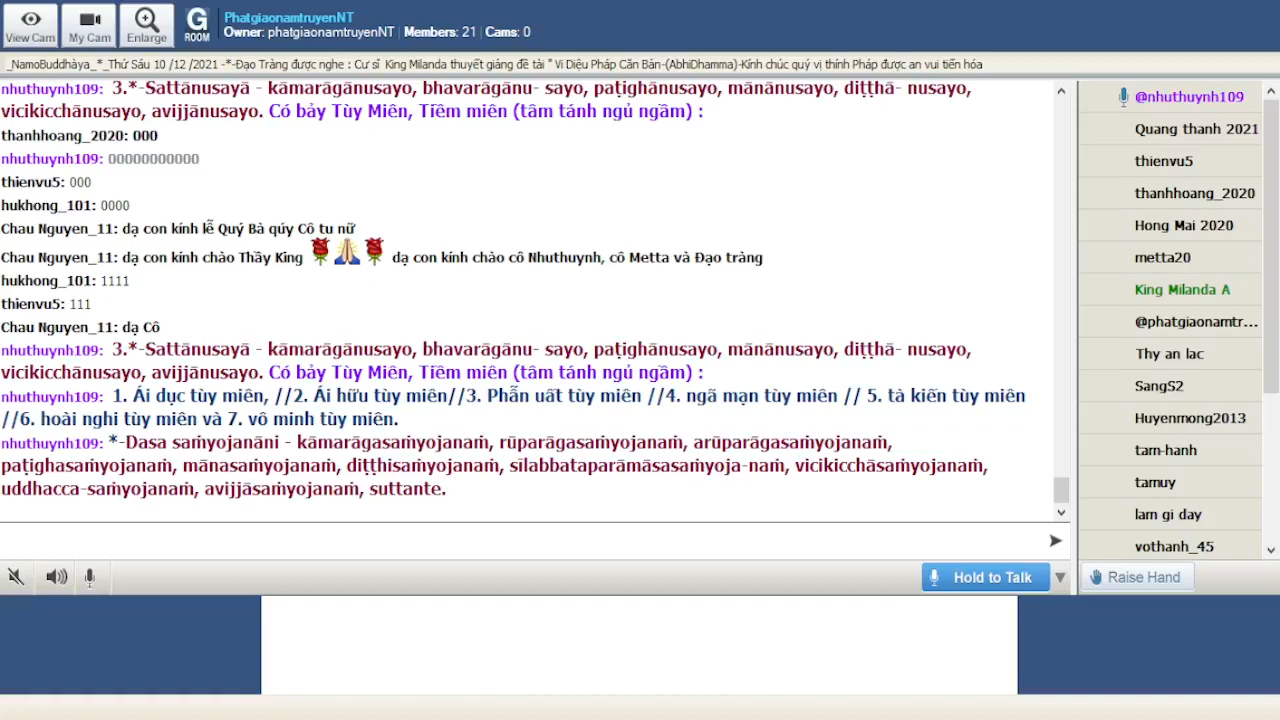 View Cam
My Cam
Enlarge
G
ROOM
PhatgiaonamtruyenNT
Owner: phatgiaonamtruyenNT | Members: 21 | Cams: 0
_NamoBuddhàya_*_Thứ Sáu 10 /12 /2021 -*-Đạo Tràng được nghe : Cư sĩ King Milanda thuyết giảng đề tài " Vi Diệu Pháp Căn Bản-(AbhiDhamma)-Kính chúc quý vị thính Pháp được an vui tiến hóa
nhuthuynh109: 3.*-Sattānusayā - kāmarāgānusayo, bhavarāgānu- sayo, paṭighānusayo, mānānusayo, diṭṭhā- nusayo,
vicikicchānusayo, avijjānusayo. Có bảy Tùy Miên, Tiềm miên (tâm tánh ngủ ngầm) :
thanhhoang_2020: 000
nhuthuynh109: 00000000000
thienvu5: 000
hukhong_101: 0000
Chau Nguyen_11: dạ con kính lễ Quý Bà qúy Cô tu nữ
Chau Nguyen_11: dạ con kính chào Thầy King 🌹🙏🌹 dạ con kính chào cô Nhuthuynh, cô Metta và Đạo tràng
hukhong_101: 1111
thienvu5: 111
Chau Nguyen_11: dạ Cô
nhuthuynh109: 3.*-Sattānusayā - kāmarāgānusayo, bhavarāgānu- sayo, paṭighānusayo, mānānusayo, diṭṭhā- nusayo,
vicikicchānusayo, avijjānusayo. Có bảy Tùy Miên, Tiềm miên (tâm tánh ngủ ngầm) :
nhuthuynh109: 1. Ái dục tùy miên, //2. Ái hữu tùy miên//3. Phẫn uất tùy miên //4. ngã mạn tùy miên // 5. tà kiến tùy miên
//6. hoài nghi tùy miên và 7. vô minh tùy miên.
nhuthuynh109: *-Dasa saṁyojanāni - kāmarāgasaṁyojanaṁ, rūparāgasaṁyojanaṁ, arūparāgasaṁyojanaṁ,
paṭighasaṁyojanaṁ, mānasaṁyojanaṁ, diṭṭhisaṁyojanaṁ, sīlabbataparāmāsasaṁyoja-naṁ, vicikicchāsaṁyojanaṁ,
uddhacca-saṁyojanaṁ, avijjāsaṁyojanaṁ, suttante.
Hold to Talk
@nhuthuynh109
Quang thanh 2021
thienvu5
thanhhoang_2020
Hong Mai 2020
metta20
King Milanda A
@phatgiaonamtr...
Thy an lac
SangS2
Huyenmong2013
tam-hanh
tamuy
lam gi day
vothanh_45
Raise Hand